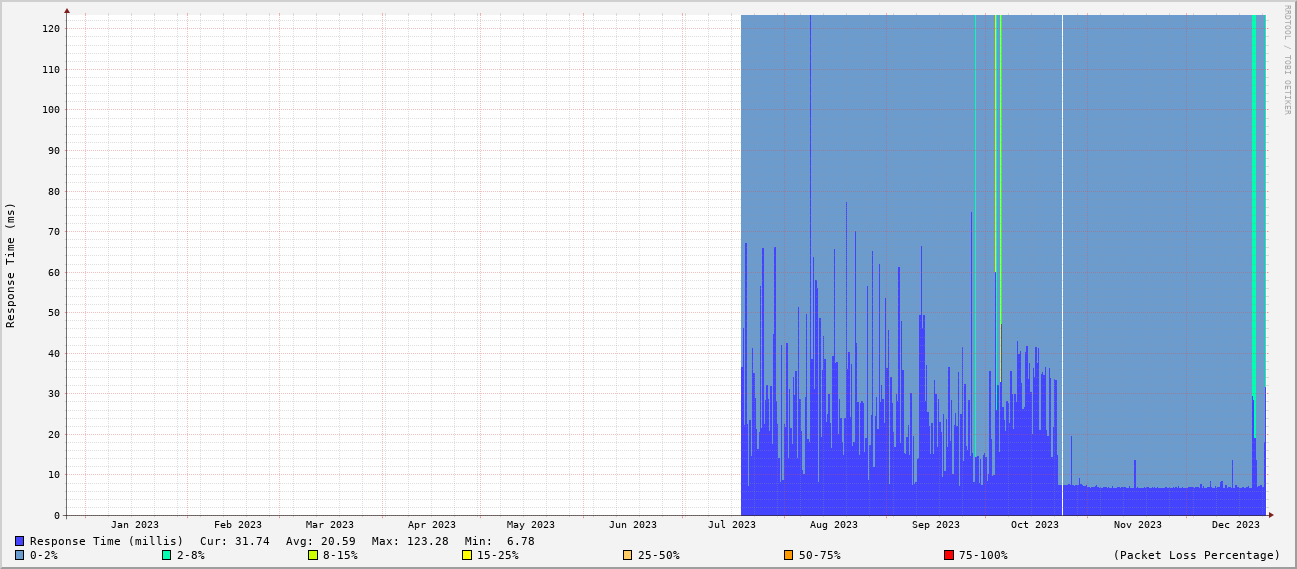 RRDTOOL / TOBI OETIKER
Response Time (ms)
120
110
100
90
80
70
60
50
40
30
20
10
0
Jan 2023 Feb 2023 Mar 2023 Apr 2023 May 2023 Jun 2023 Jul 2023 Aug 2023 Sep 2023 Oct 2023 Nov 2023 Dec 2023
Response Time (millis) Cur: 31.74 Avg: 20.59 Max: 123.28 Min: 6.78
0-2% 2-8% 8-15% 15-25% 25-50% 50-75% 75-100% (Packet Loss Percentage)